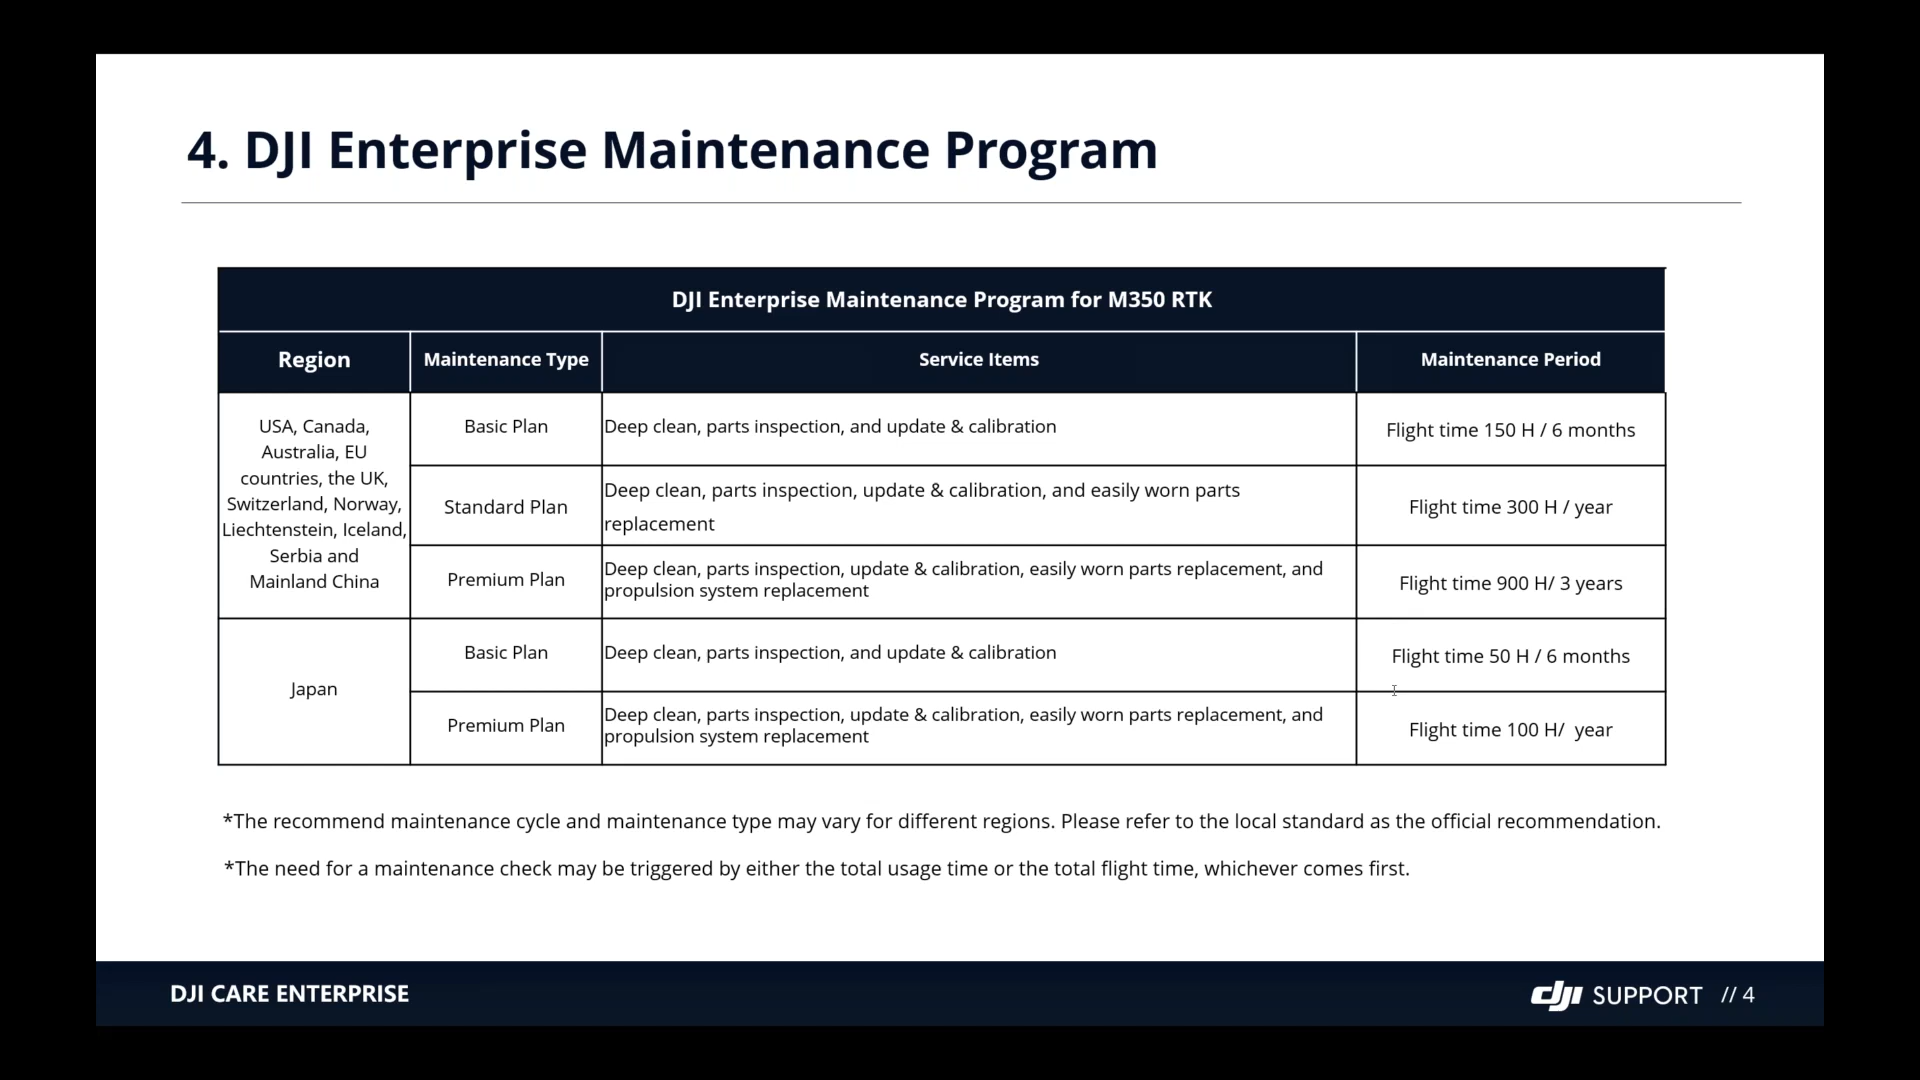 4. DJI Enterprise Maintenance Program
DJI Enterprise Maintenance Program for M350 RTK
Region
Maintenance Type
Service Items
Maintenance Period
USA, Canada,
Australia, EU
countries, the UK,
Switzerland, Norway,
Liechtenstein, Iceland,
Serbia and
Mainland China
Basic Plan
Deep clean, parts inspection, and update & calibration
Flight time 150 H / 6 months
Standard Plan
Deep clean, parts inspection, update & calibration, and easily worn parts
replacement
Flight time 300 H / year
Premium Plan
Deep clean, parts inspection, update & calibration, easily worn parts replacement, and
propulsion system replacement
Flight time 900 H/ 3 years
Japan
Basic Plan
Deep clean, parts inspection, and update & calibration
Flight time 50 H / 6 months
Premium Plan
Deep clean, parts inspection, update & calibration, easily worn parts replacement, and
propulsion system replacement
Flight time 100 H/  year
*The recommend maintenance cycle and maintenance type may vary for different regions. Please refer to the local standard as the official recommendation.
*The need for a maintenance check may be triggered by either the total usage time or the total flight time, whichever comes first.
DJI CARE ENTERPRISE
dji SUPPORT // 4